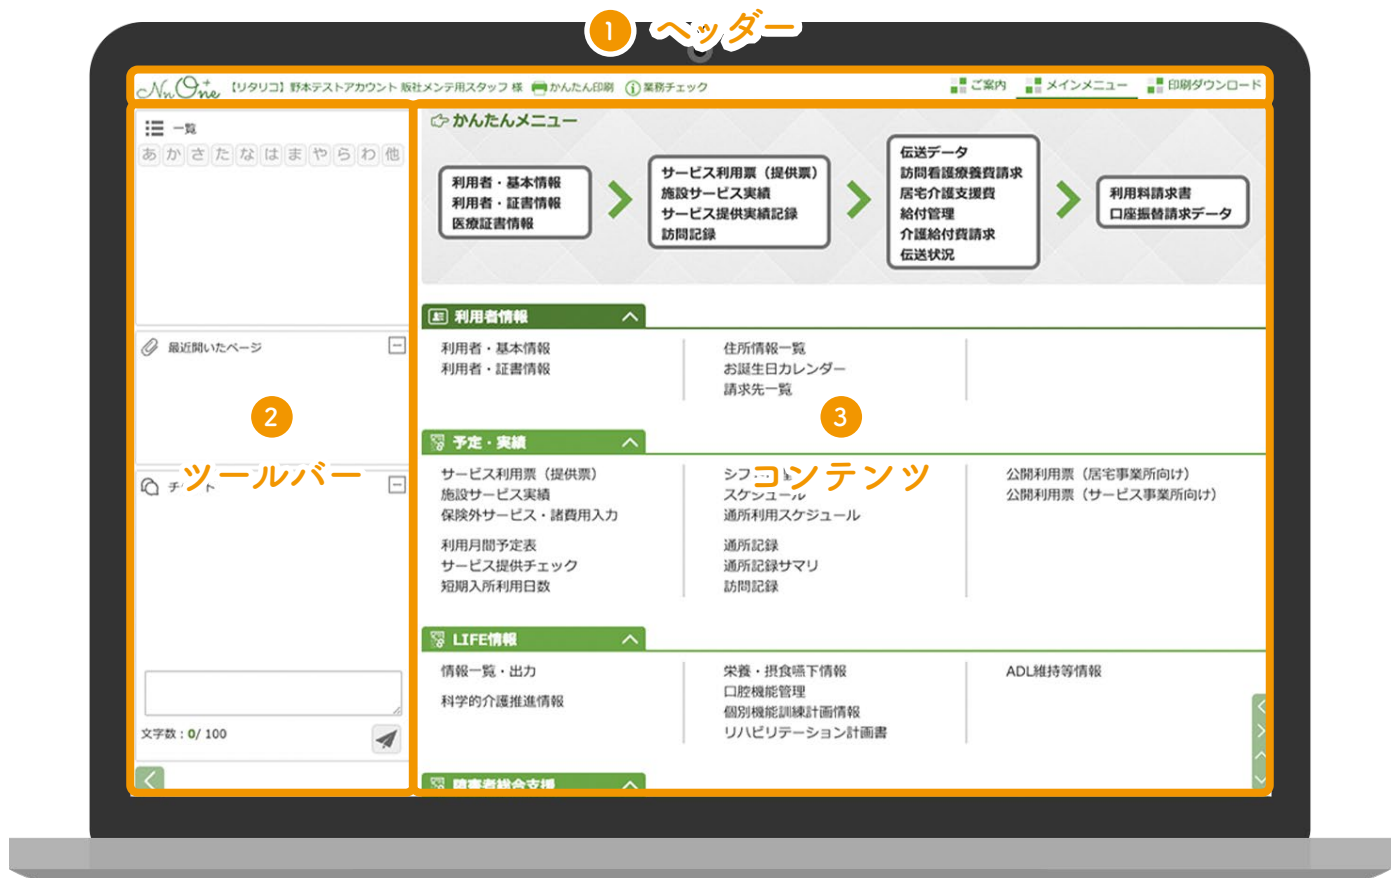 1 ヘッダー
NnOne 【リタリコ】野本テストアカウント 販社メンテ用スタッフ 様 かんたん印刷 業務チェック ご案内 メインメニュー 印刷ダウンロード
一覧
あ か さ た な は ま や ら わ 他
最近開いたページ
2
ツールバー
文字数：0/ 100
かんたんメニュー
利用者・基本情報
利用者・証書情報
医療証書情報
サービス利用票（提供票）
施設サービス実績
サービス提供実績記録
訪問記録
伝送データ
訪問看護療養費請求
居宅介護支援費
給付管理
介護給付費請求
伝送状況
利用料請求書
口座振替請求データ
利用者情報
利用者・基本情報
利用者・証書情報
住所情報一覧
お誕生日カレンダー
請求先一覧
3
コンテンツ
予定・実績
サービス利用票（提供票）
施設サービス実績
保険外サービス・諸費用入力
利用月間予定表
サービス提供チェック
短期入所利用日数
スケジュール
通所利用スケジュール
通所記録
通所記録サマリ
訪問記録
公開利用票（居宅事業所向け）
公開利用票（サービス事業所向け）
LIFE情報
情報一覧・出力
科学的介護推進情報
栄養・摂食嚥下情報
口腔機能管理
個別機能訓練計画情報
リハビリテーション計画書
ADL維持等情報
障害者総合支援